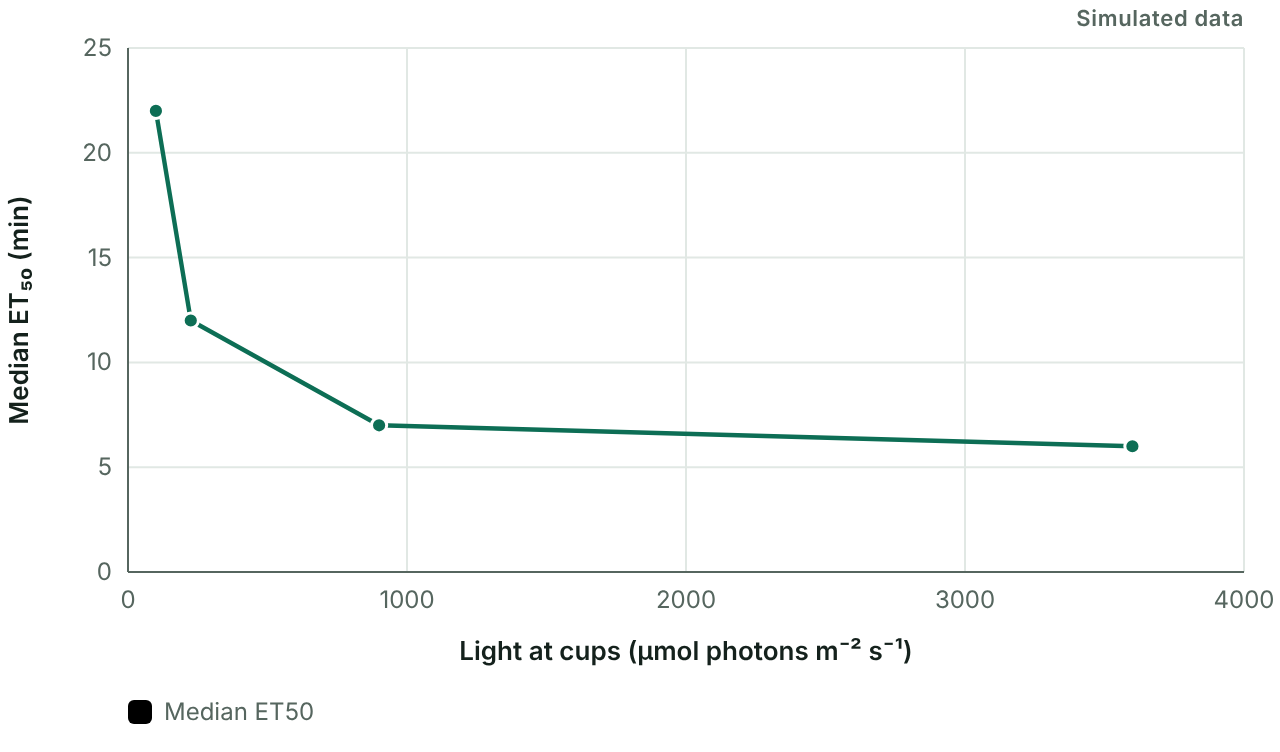 Simulated data
25
20
15
10
5
0
Median ET₅₀ (min)
0 1000 2000 3000 4000
Light at cups (µmol photons m⁻² s⁻¹)
Median ET50